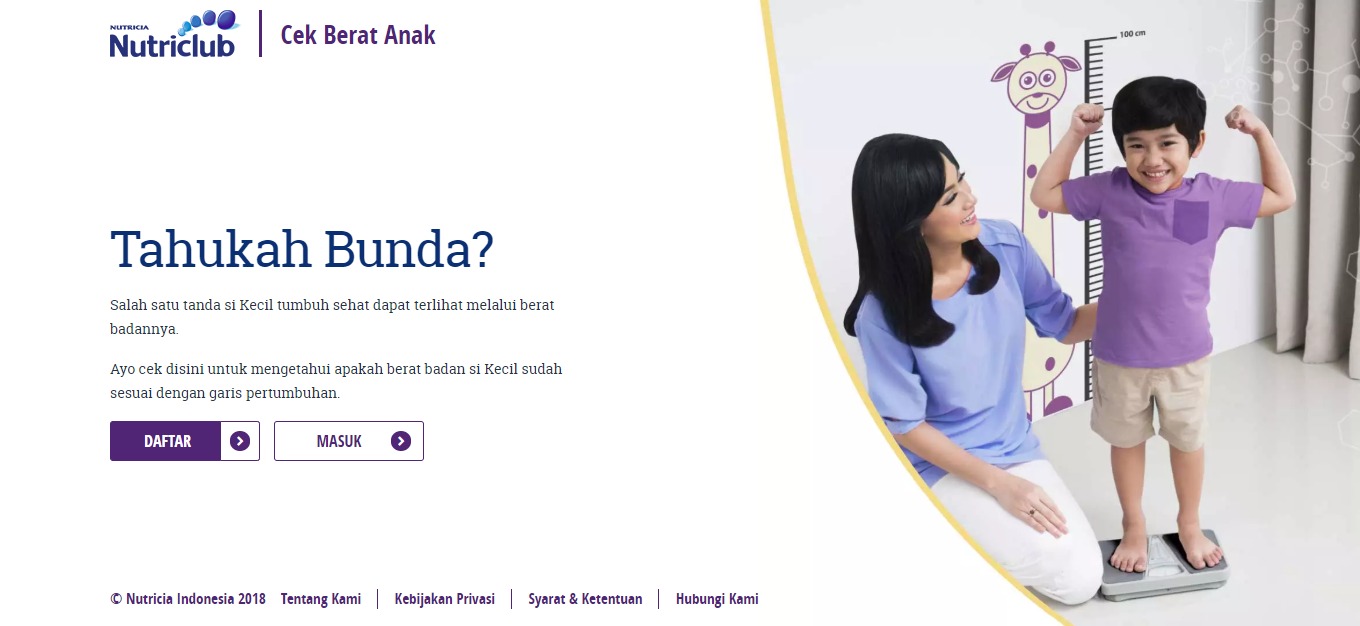 NUTRICIA
Nutriclub
Cek Berat Anak
100 cm
Tahukah Bunda?
Salah satu tanda si Kecil tumbuh sehat dapat terlihat melalui berat
badannya.
Ayo cek disini untuk mengetahui apakah berat badan si Kecil sudah
sesuai dengan garis pertumbuhan.
DAFTAR
MASUK
© Nutricia Indonesia 2018 Tentang Kami Kebijakan Privasi Syarat & Ketentuan Hubungi Kami